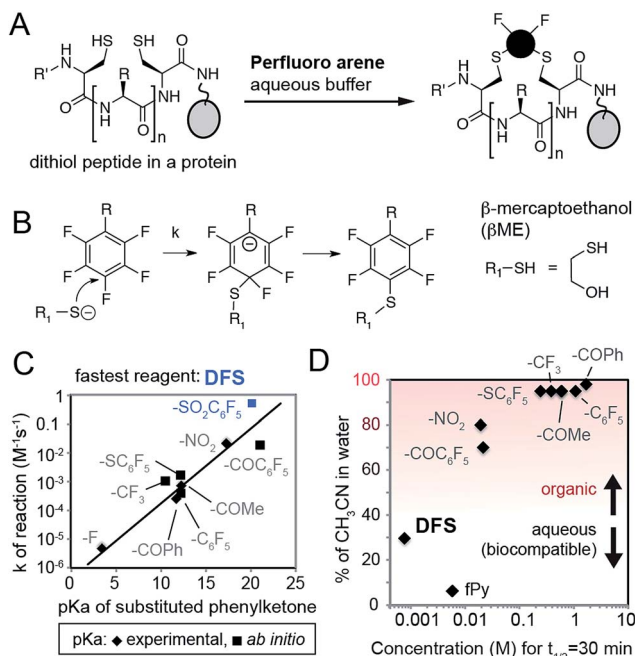 A
HS
SH
H
N
R'
O
H
N
R
O
N
H
n
O
NH
dithiol peptide in a protein
Perfluoro arene
aqueous buffer
F
F
S
S
H
N
R'
O
H
N
R
O
N
H
n
O
NH
B
R
F
F
F
F
F
R1
S
k
R
F
F
F
F
F
S
R1
R
F
F
F
F
S
R1
β-mercaptoethanol
(βME)
R1-SH =
SH
OH
C
fastest reagent: DFS
k of reaction (M-1s-1)
1
10-2
10-3
10-4
10-5
10-6
-SO2C6F5
-NO2
-SC6F5
-COC6F5
-CF3
-COMe
-F
-COPh
-C6F5
0 5 10 15 20 25
pKa of substituted phenylketone
pKa: ◆ experimental, ■ ab initio
D
% of CH3CN in water
100
80
60
40
20
0
-COPh
-CF3
-SC6F5
-C6F5
-NO2
-COMe
-COC6F5
organic
DFS
aqueous
(biocompatible)
fPy
0.001 0.01 0.1 1 10
Concentration (M) for t1/2=30 min